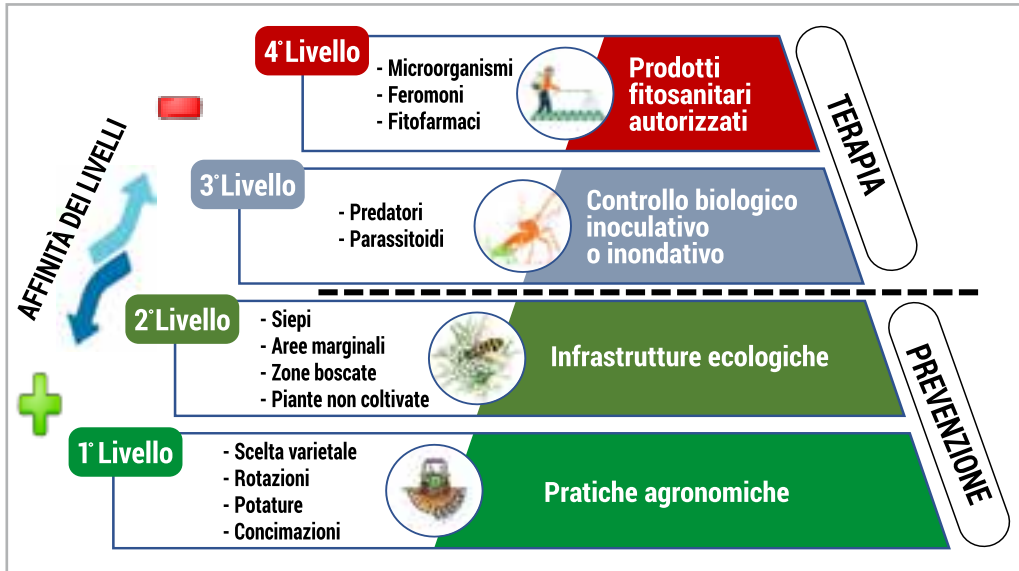 4° Livello
- Microorganismi
- Feromoni
- Fitofarmaci
Prodotti
fitosanitari
autorizzati
TERAPIA
AFFINITÀ DEI LIVELLI
3° Livello
- Predatori
- Parassitoidi
Controllo biologico
inoculativo
o inondativo
2° Livello
- Siepi
- Aree marginali
- Zone boscate
- Piante non coltivate
Infrastrutture ecologiche
PREVENZIONE
1° Livello
- Scelta varietale
- Rotazioni
- Potature
- Concimazioni
Pratiche agronomiche